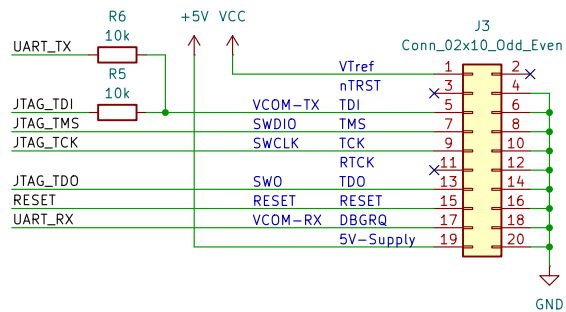 R6 +5V VCC
10k J3
UART_TX Conn_02x10_Odd_Even
R5 VTref 1 2
10k nTRST 3 4
JTAG_TDI VCOM-TX TDI 5 6
JTAG_TMS SWDIO TMS 7 8
JTAG_TCK SWCLK TCK 9 10
RTCK 11 12
JTAG_TDO SWO TDO 13 14
RESET RESET RESET 15 16
UART_RX VCOM-RX DBGRQ 17 18
5V-Supply 19 20
GND